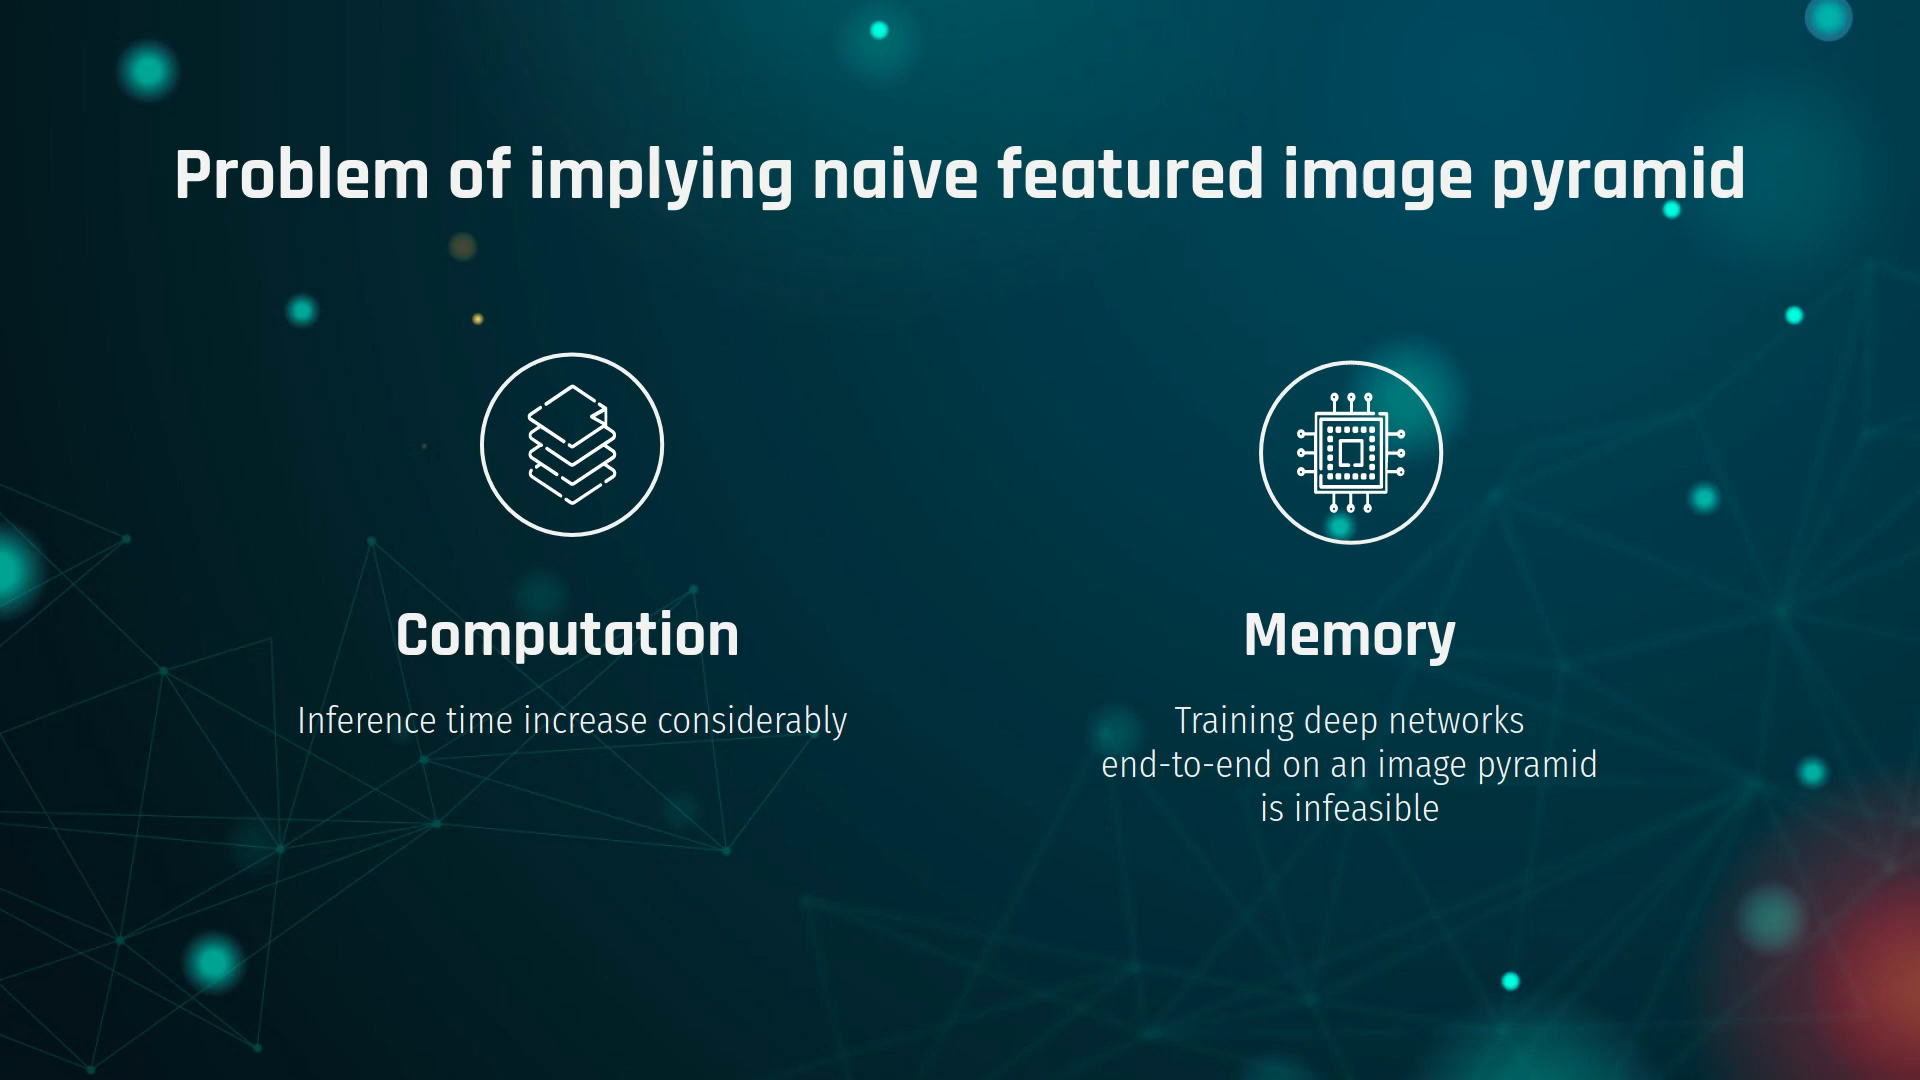 Problem of implying naive featured image pyramid
Computation
Inference time increase considerably
Memory
Training deep networks
end-to-end on an image pyramid
is infeasible